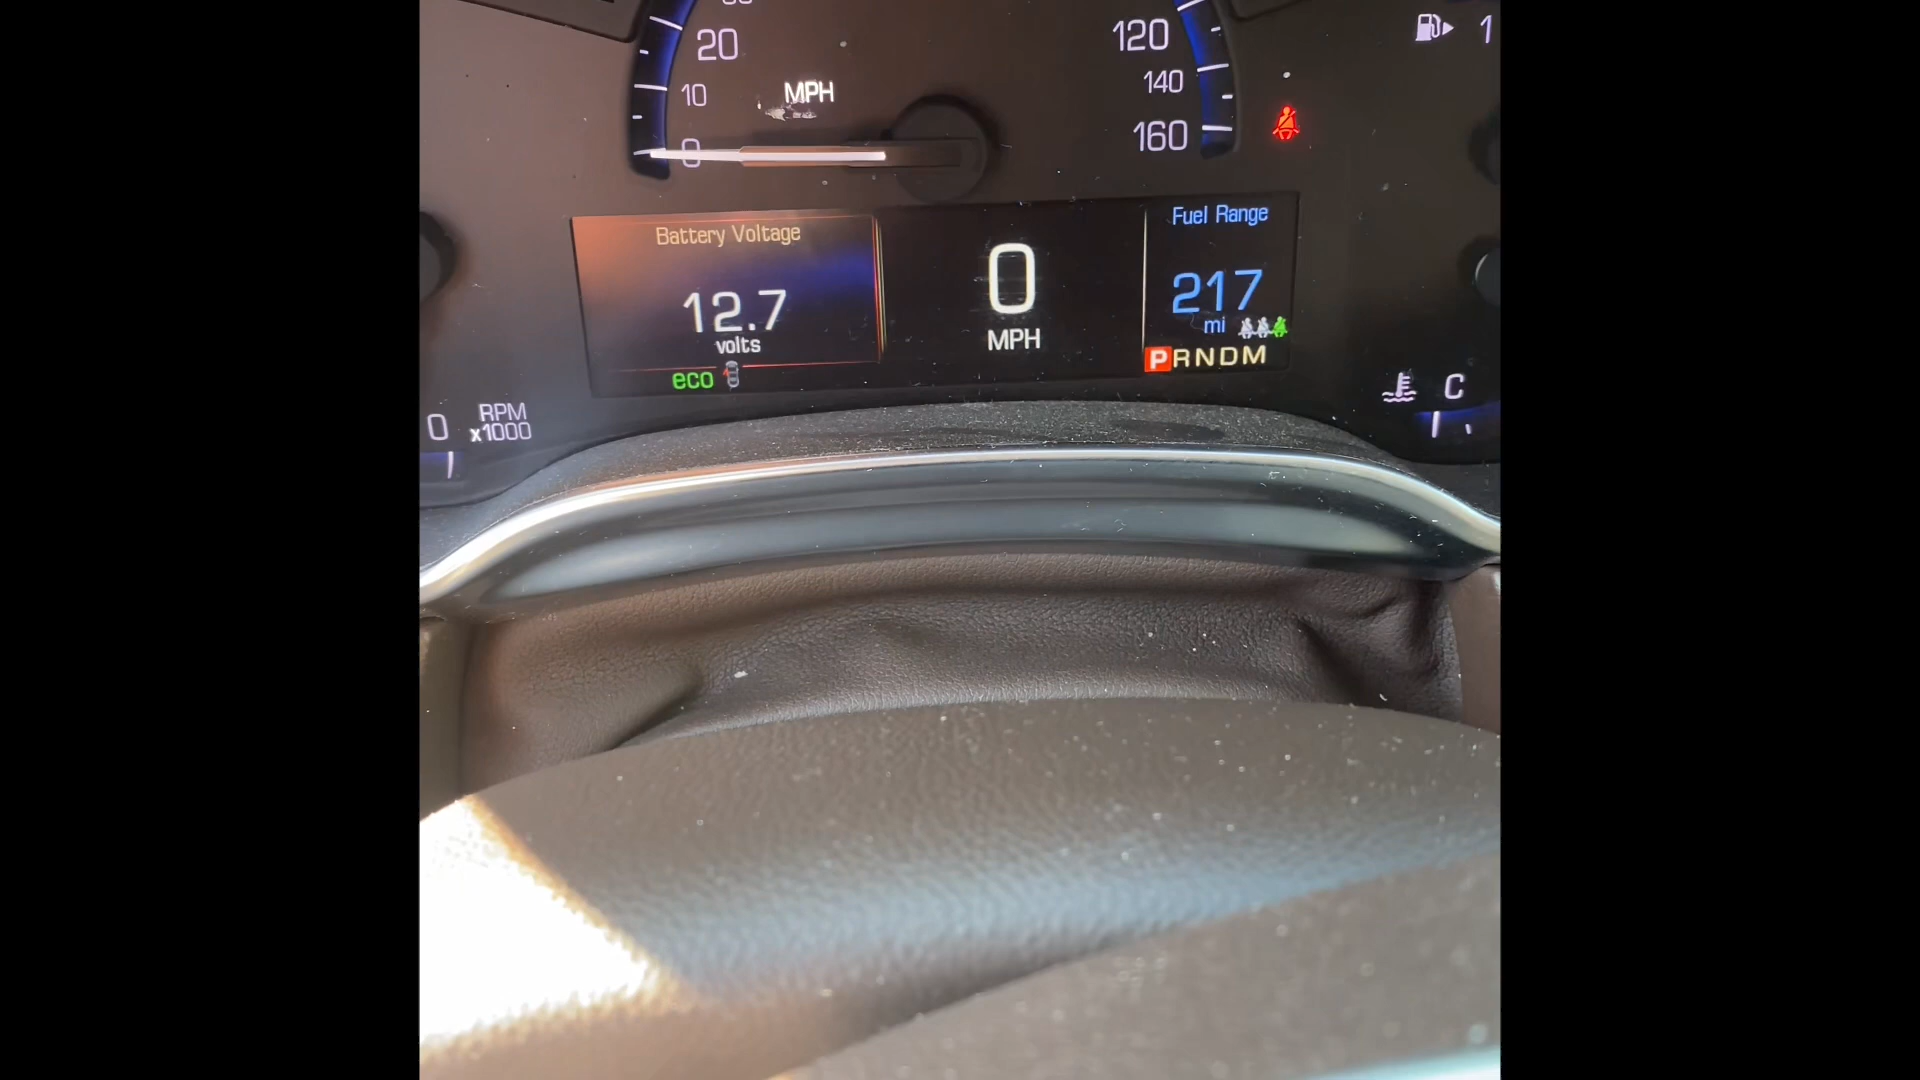 20
10
0
MPH
120
140
160
1
Battery Voltage
12.7
volts
eco
0
MPH
Fuel Range
217
mi
PRNDM
0
RPM
x1000
C